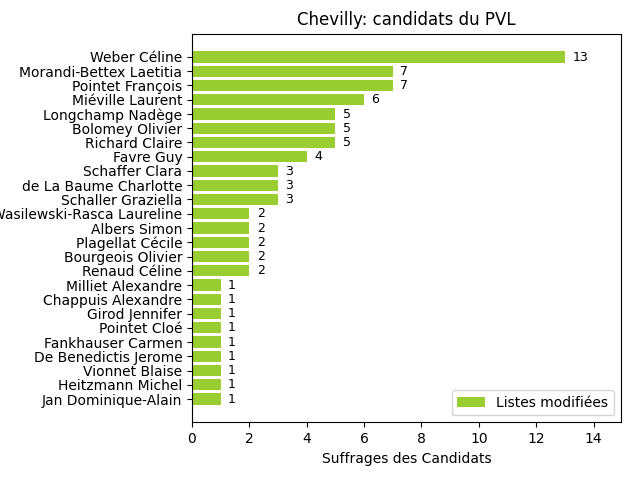 Chevilly: candidats du PVL
Weber Céline 13
Morandi-Bettex Laetitia 7
Pointet François 7
Miéville Laurent 6
Longchamp Nadège 5
Bolomey Olivier 5
Richard Claire 5
Favre Guy 4
Schaffer Clara 3
de La Baume Charlotte 3
Schaller Graziella 3
Wasilewski-Rasca Laureline 2
Albers Simon 2
Plagellat Cécile 2
Bourgeois Olivier 2
Renaud Céline 2
Milliet Alexandre 1
Chappuis Alexandre 1
Girod Jennifer 1
Pointet Cloé 1
Fankhauser Carmen 1
De Benedictis Jerome 1
Vionnet Blaise 1
Heitzmann Michel 1
Jan Dominique-Alain 1
Listes modifiées
0 2 4 6 8 10 12 14
Suffrages des Candidats